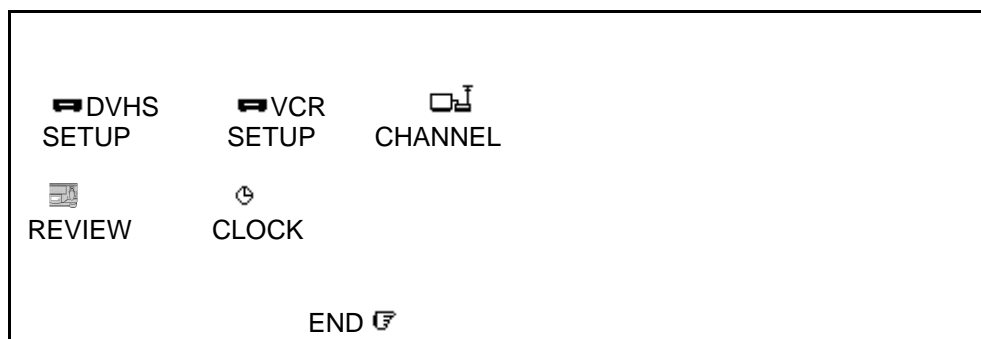 DVHS VCR
SETUP SETUP CHANNEL
REVIEW CLOCK
END